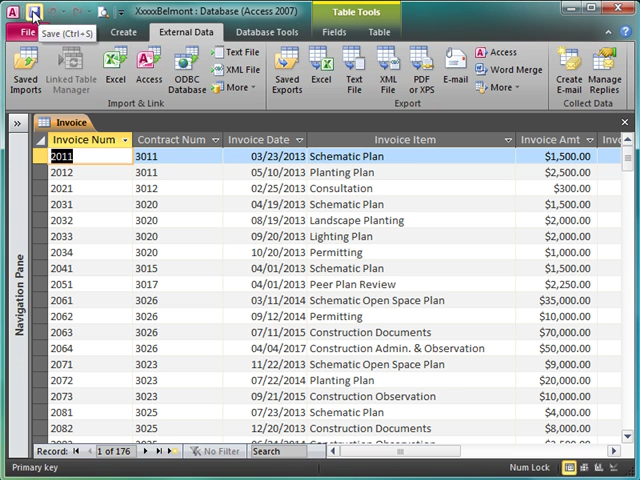 XxxxxBelmont : Database (Access 2007)
Table Tools
File
Save (Ctrl+S)
Create
External Data
Database Tools
Fields
Table
Saved Imports
Linked Table Manager
Excel
Access
ODBC Database
Text File
XML File
More
Saved Exports
Excel
Text File
XML File
PDF or XPS
E-mail
Access
Word Merge
More
Create E-mail
Manage Replies
Import & Link
Export
Collect Data
Invoice
Invoice Num Contract Num Invoice Date Invoice Item Invoice Amt Invoi
2011 3011 03/23/2013 Schematic Plan $1,500.00
2012 3011 05/10/2013 Planting Plan $2,500.00
2021 3012 02/25/2013 Consultation $300.00
2031 3020 04/19/2013 Schematic Plan $1,500.00
2032 3020 08/19/2013 Landscape Planting $2,000.00
2033 3020 09/20/2013 Lighting Plan $2,000.00
2034 3020 10/20/2013 Permitting $1,000.00
2041 3015 04/01/2013 Schematic Plan $1,500.00
2051 3017 04/01/2013 Peer Plan Review $2,250.00
2061 3026 03/11/2014 Schematic Open Space Plan $35,000.00
2062 3026 09/12/2014 Permitting $10,000.00
2063 3026 07/11/2015 Construction Documents $70,000.00
2064 3026 04/04/2017 Construction Admin. & Observation $50,000.00
2071 3023 11/22/2013 Schematic Open Space Plan $9,000.00
2072 3023 07/22/2014 Planting Plan $20,000.00
2073 3023 09/23/2015 Construction Observation $10,000.00
2081 3025 07/23/2013 Schematic Plan $4,000.00
2082 3025 12/20/2013 Construction Documents $8,000.00
Navigation Pane
Record:
1 of 176
No Filter
Search
Primary key
Num Lock